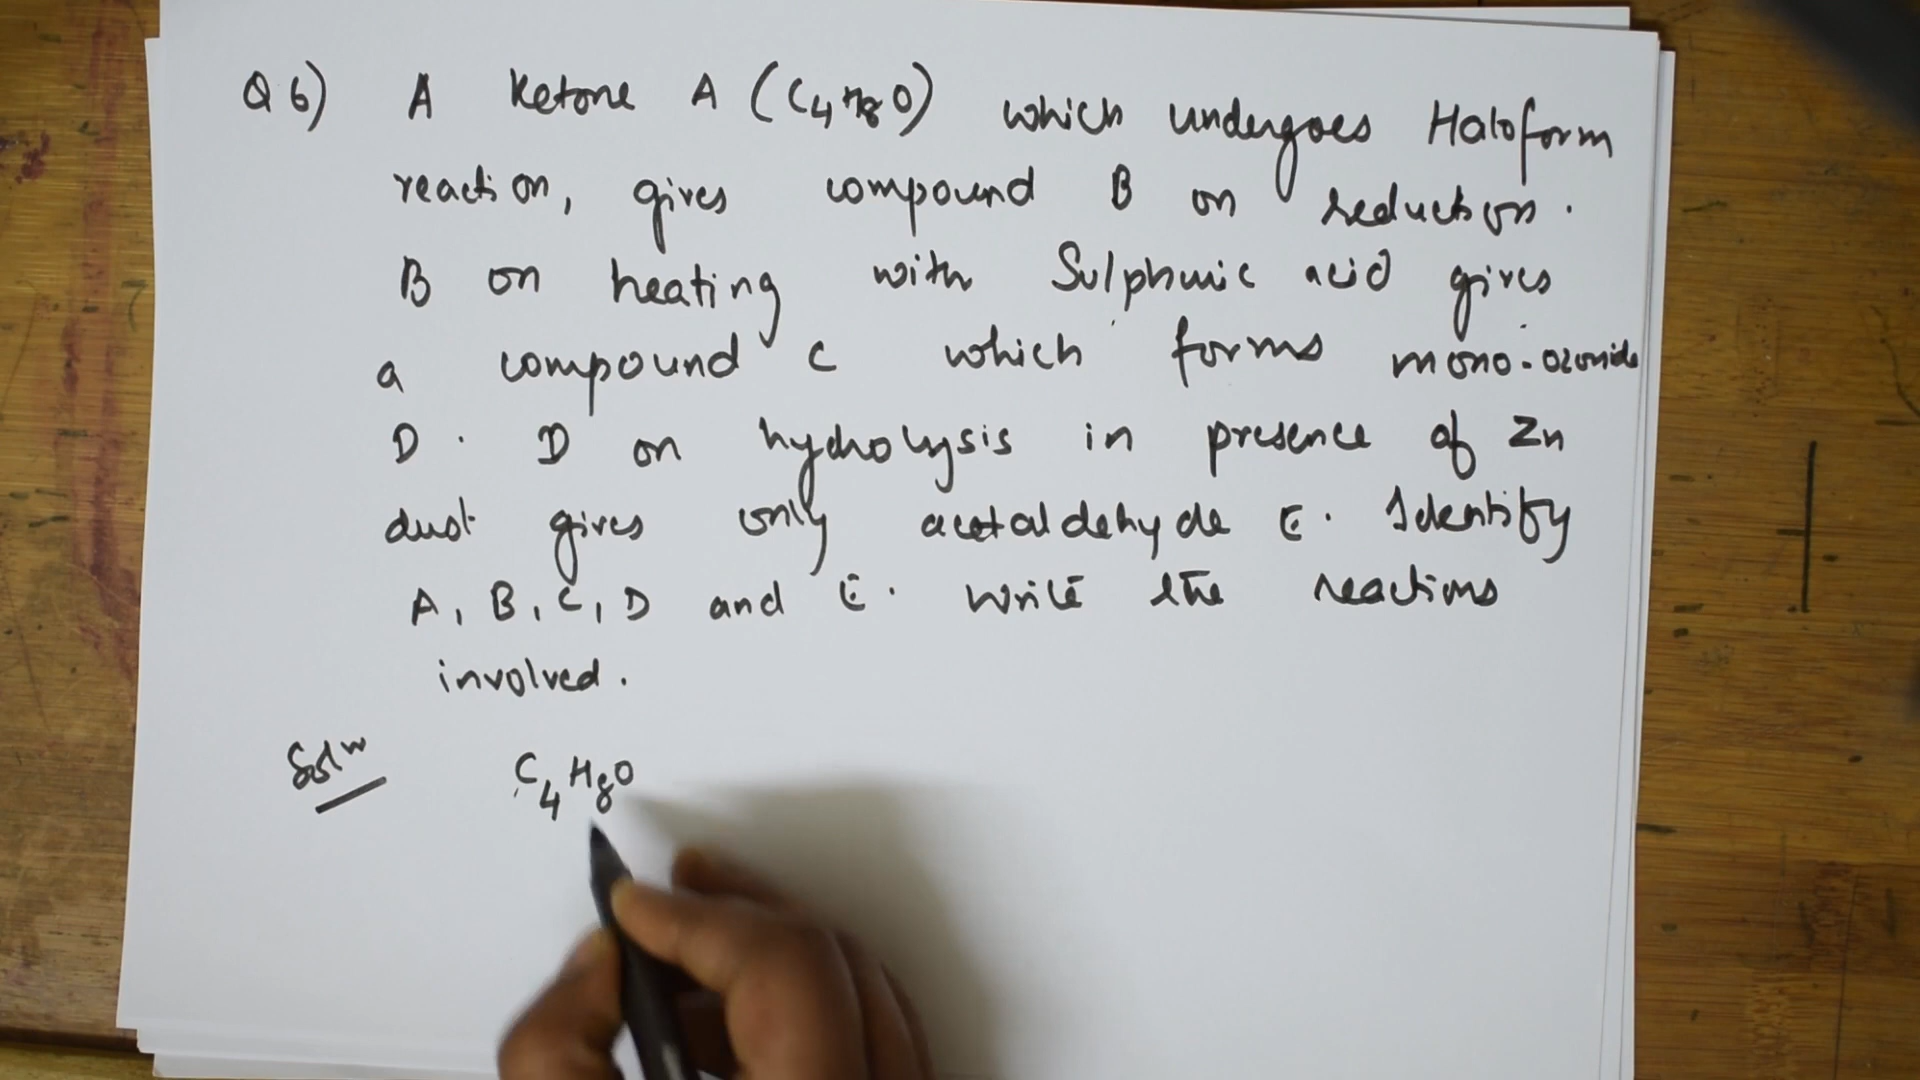 Q 6) A Ketone A (C4H8O) which undergoes Haloform
reaction, gives compound B on reduction.
B on heating with Sulphuric acid gives
a compound C which forms mono-ozonide
D. D on hydrolysis in presence of Zn
dust gives only acetaldehyde E. Identify
A, B, C, D and E. Write the reactions
involved.
Soln C4H8O